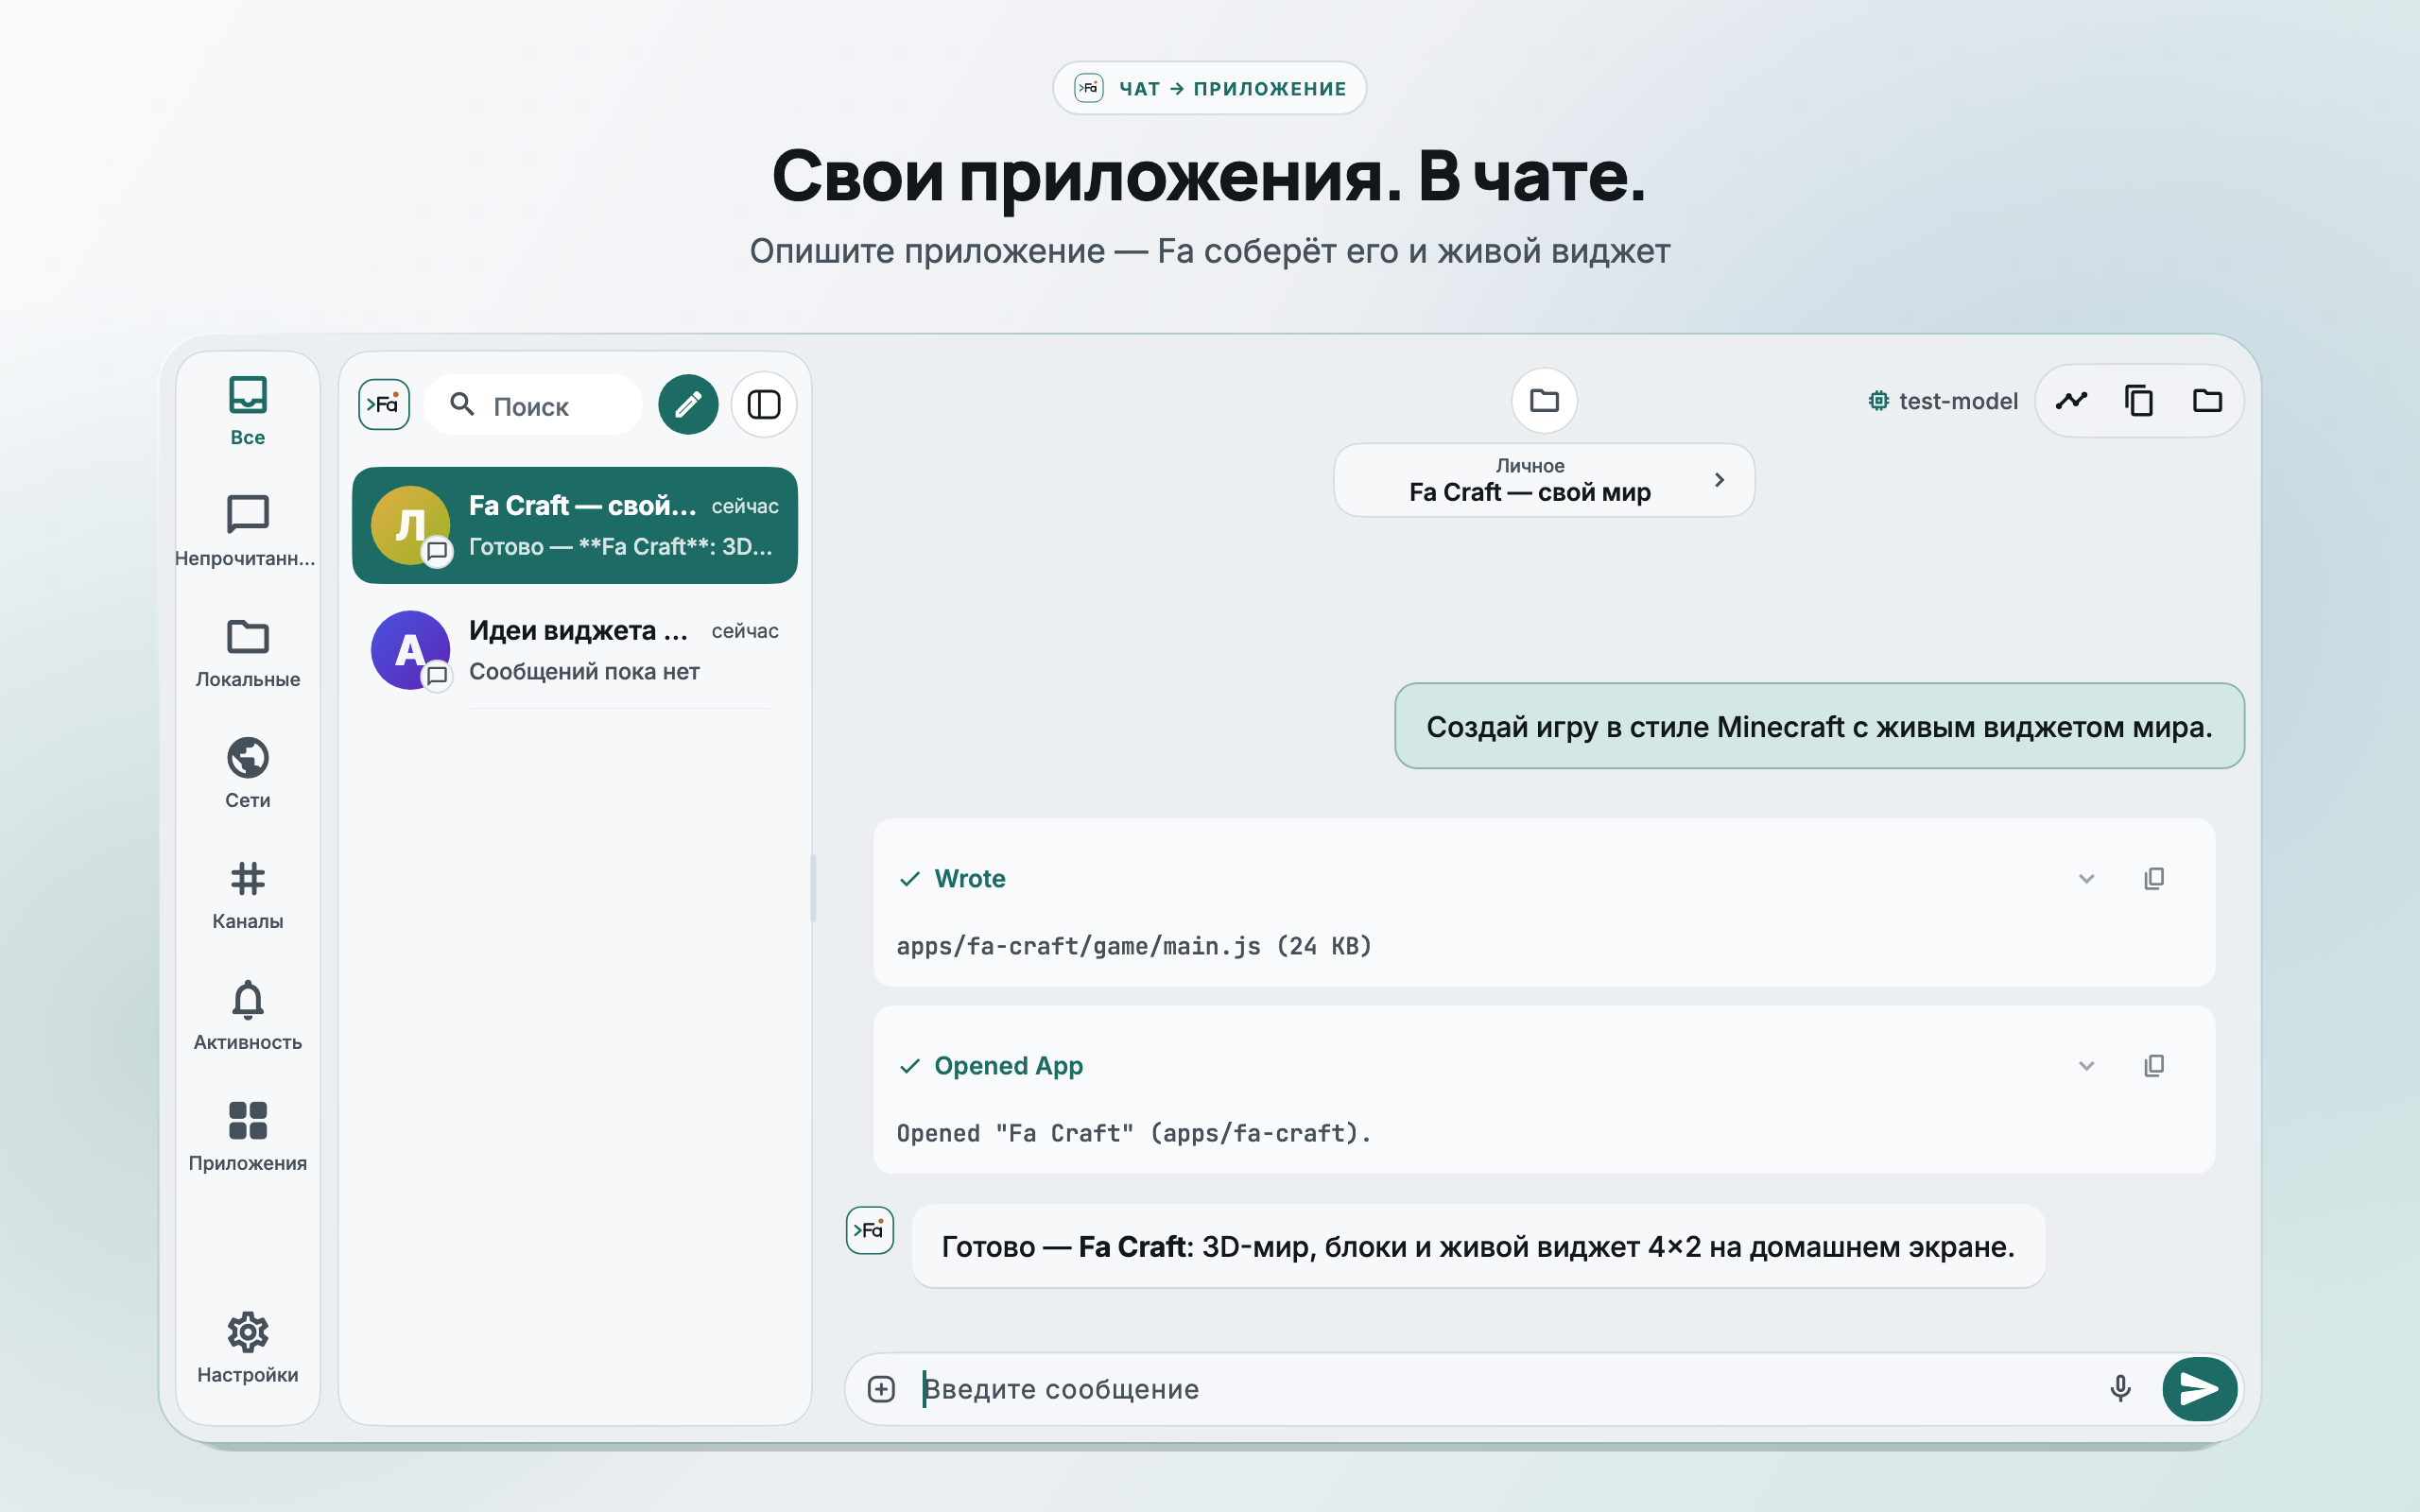 >Fa ЧАТ → ПРИЛОЖЕНИЕ
Свои приложения. В чате.
Опишите приложение — Fa соберёт его и живой виджет
Все
Непрочитанн...
Локальные
Сети
Каналы
Активность
Приложения
Настройки
>Fa Поиск
Л Fa Craft — свой... сейчас
Готово — **Fa Craft**: 3D...
А Идеи виджета ... сейчас
Сообщений пока нет
test-model
Личное
Fa Craft — свой мир
Создай игру в стиле Minecraft с живым виджетом мира.
Wrote
apps/fa-craft/game/main.js (24 KB)
Opened App
Opened "Fa Craft" (apps/fa-craft).
>Fa Готово — Fa Craft: 3D-мир, блоки и живой виджет 4×2 на домашнем экране.
Введите сообщение